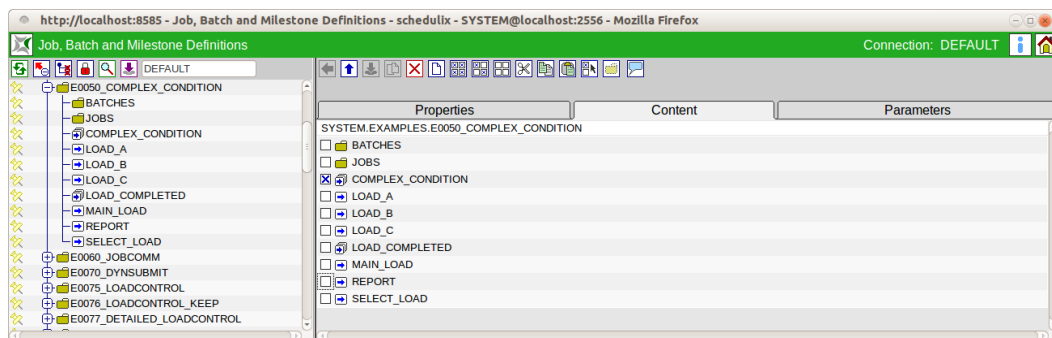 http://localhost:8585 - Job, Batch and Milestone Definitions - schedulix - SYSTEM@localhost:2556 - Mozilla Firefox
Job, Batch and Milestone Definitions
Connection: DEFAULT
DEFAULT
E0050_COMPLEX_CONDITION
BATCHES
JOBS
COMPLEX_CONDITION
LOAD_A
LOAD_B
LOAD_C
LOAD_COMPLETED
MAIN_LOAD
REPORT
SELECT_LOAD
E0060_JOBCOMM
E0070_DYNSUBMIT
E0075_LOADCONTROL
E0076_LOADCONTROL_KEEP
E0077_DETAILED_LOADCONTROL
Properties
Content
Parameters
SYSTEM.EXAMPLES.E0050_COMPLEX_CONDITION
BATCHES
JOBS
COMPLEX_CONDITION
LOAD_A
LOAD_B
LOAD_C
LOAD_COMPLETED
MAIN_LOAD
REPORT
SELECT_LOAD